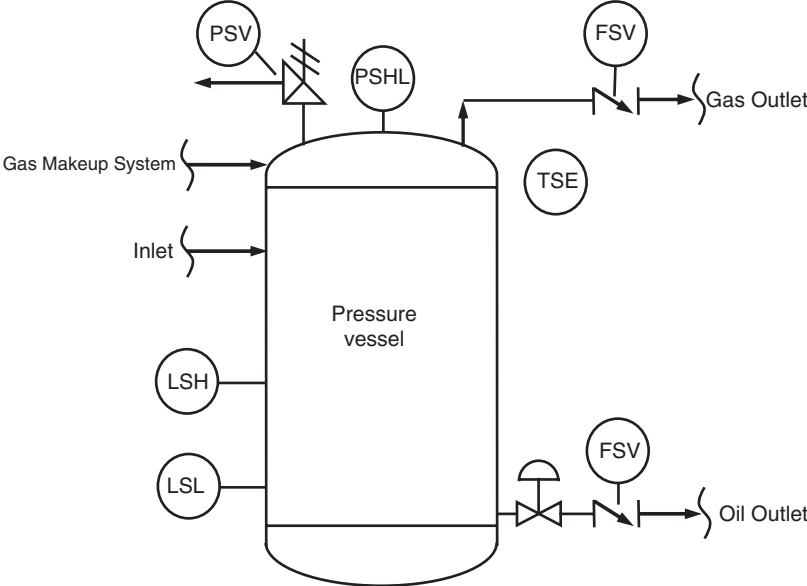 PSV
FSV
PSHL
Gas Outlet
Gas Makeup System
TSE
Inlet
Pressure
vessel
LSH
LSL
FSV
Oil Outlet